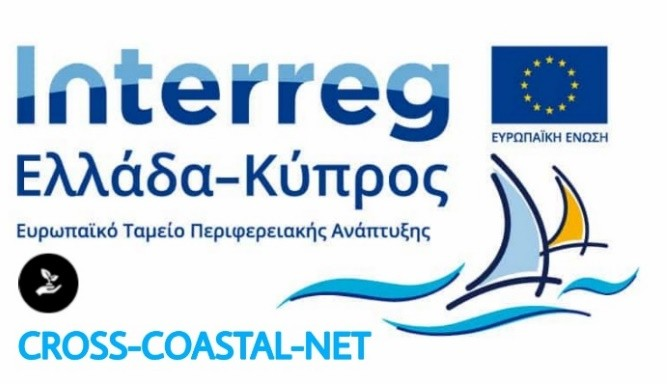 Interreg
ΕΥΡΩΠΑΪΚΗ ΕΝΩΣΗ
Ελλάδα-Κύπρος
Ευρωπαϊκό Ταμείο Περιφερειακής Ανάπτυξης
CROSS-COASTAL-NET